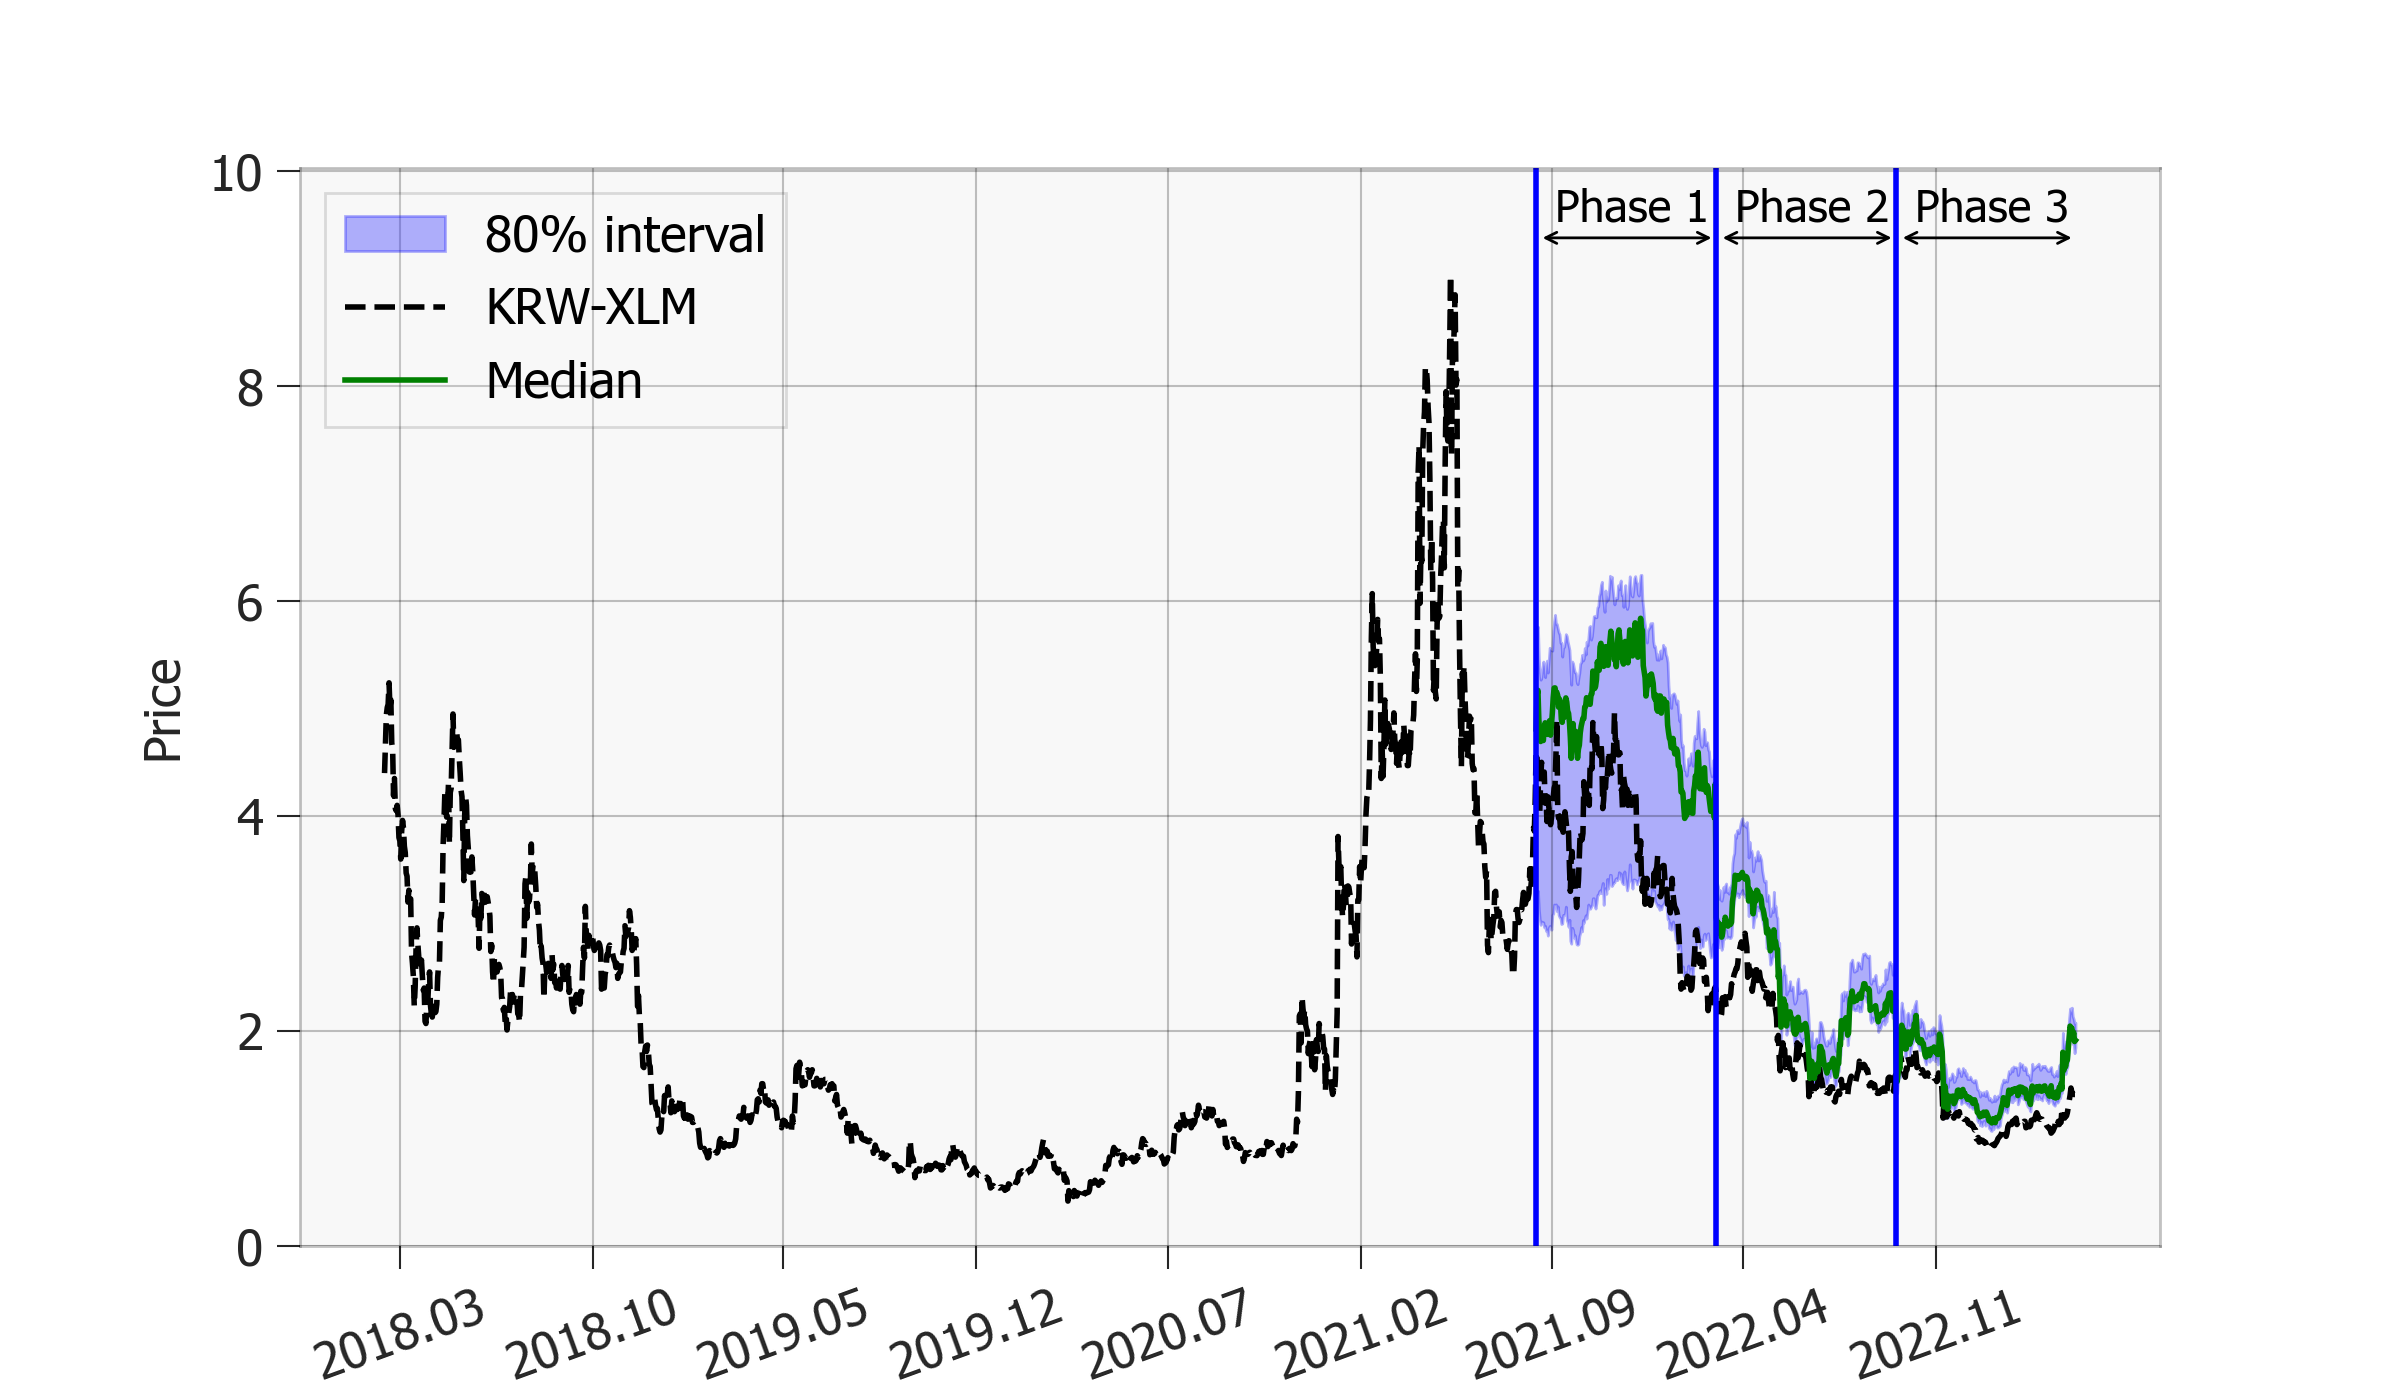 Phase 1
Phase 2
Phase 3
80% interval
KRW-XLM
Median
Price
10
8
6
4
2
0
2018.03
2018.10
2019.05
2019.12
2020.07
2021.02
2021.09
2022.04
2022.11